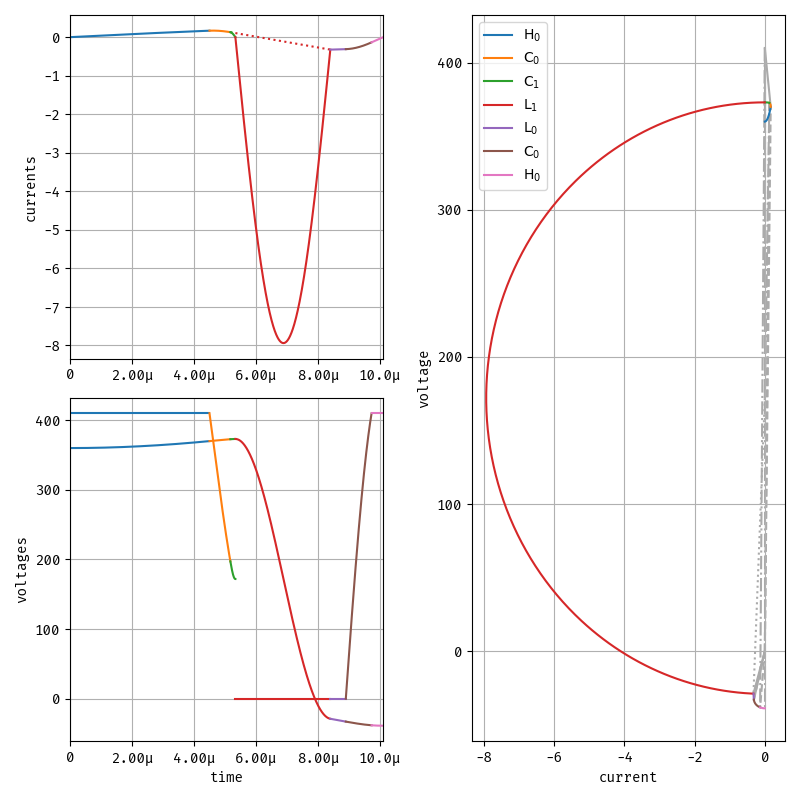 0
-1
-2
-3
-4
-5
-6
-7
-8
currents
0
2.00μ
4.00μ
6.00μ
8.00μ
10.0μ
400
300
200
100
0
voltages
0
2.00μ
4.00μ
6.00μ
8.00μ
10.0μ
time
H₀
C₀
C₁
L₁
L₀
C₀
H₀
400
300
200
100
0
voltage
-8
-6
-4
-2
0
current